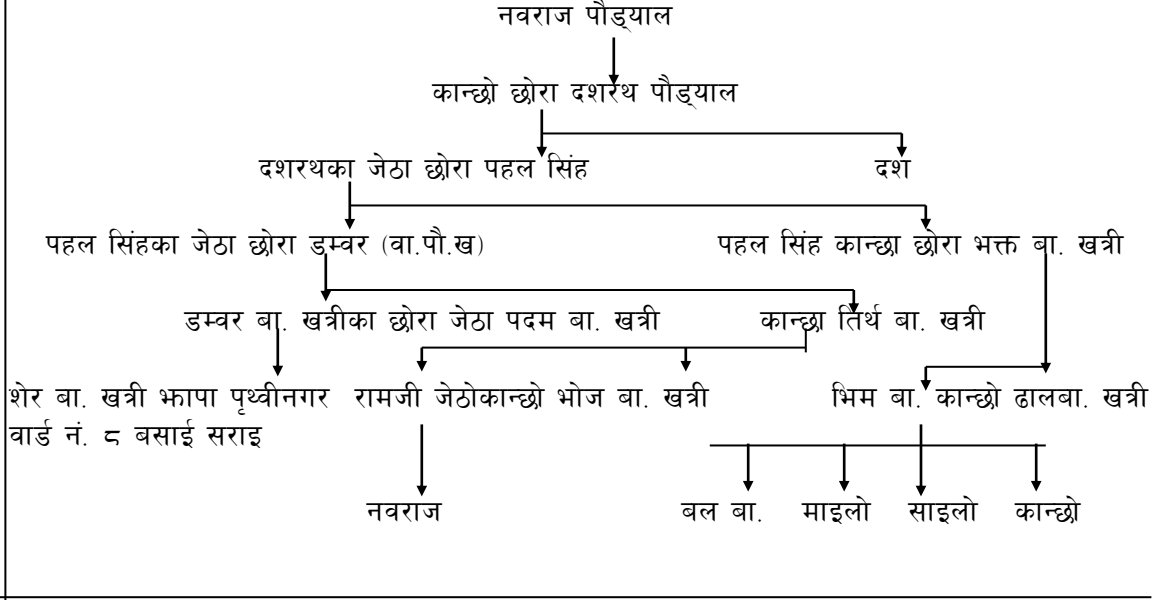 नवराज पौड्याल
कान्छो छोरा दशरथ पौड्याल
दशरथका जेठा छोरा पहल सिंह दश
पहल सिंहका जेठा छोरा डम्वर (वा.पौ.ख) पहल सिंह कान्छा छोरा भक्त बा. खत्री
डम्वर बा. खत्रीका छोरा जेठा पदम बा. खत्री कान्छा तिर्थ बा. खत्री
शेर बा. खत्री झापा पृथ्वीनगर रामजी जेठोकान्छो भोज बा. खत्री भिम बा. कान्छो ढालबा. खत्री
वार्ड नं. ८ बसाई सराइ
नवराज बल बा. माइलो साइलो कान्छो